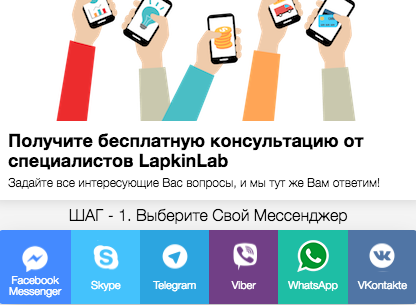 Получите бесплатную консультацию от
специалистов LapkinLab
Задайте все интересующие Вас вопросы, и мы тут же Вам ответим!
ШАГ - 1. Выберите Свой Мессенджер
Facebook
Messenger
Skype
Telegram
Viber
WhatsApp
VKontakte